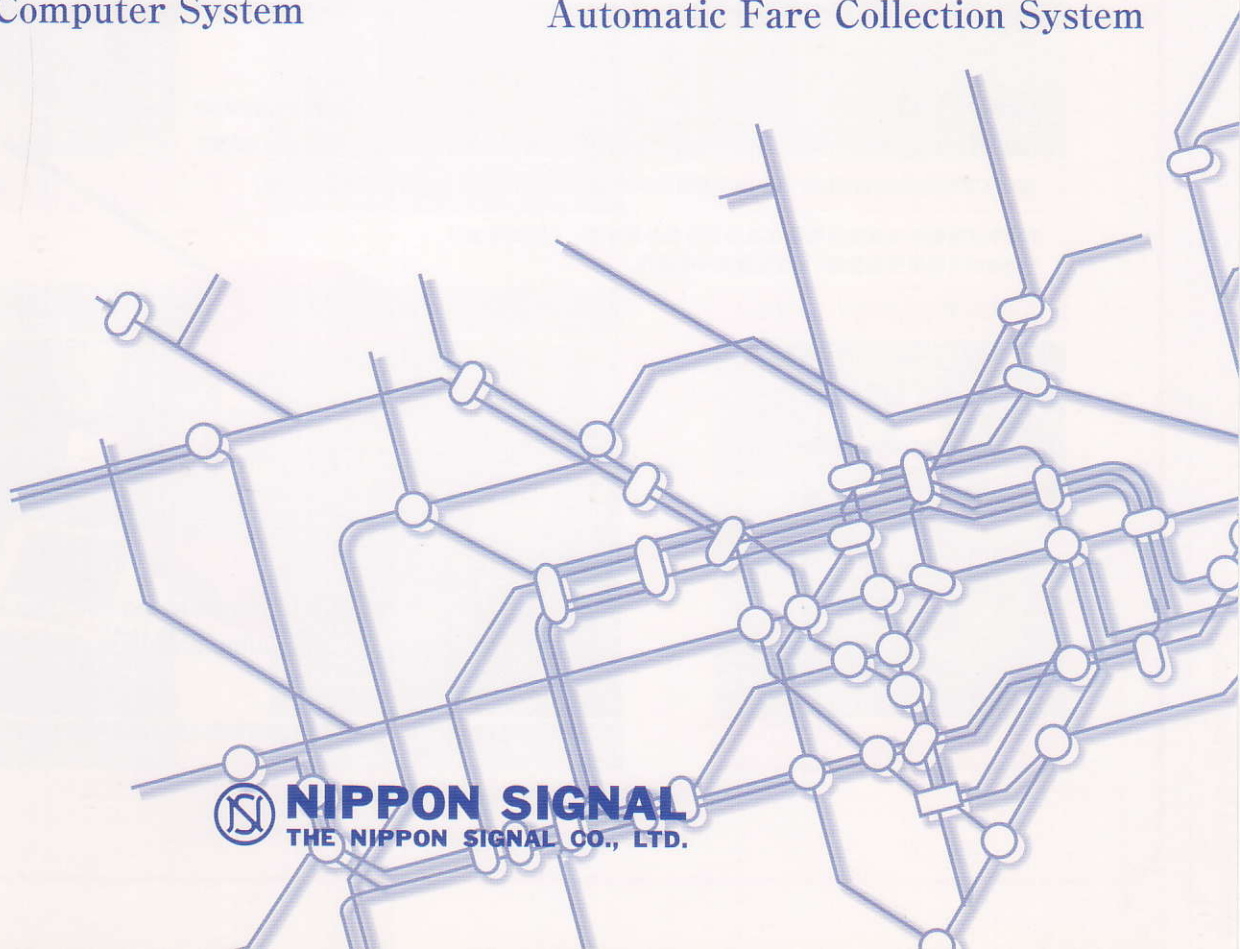 Computer System
Automatic Fare Collection System
NIPPON SIGNAL
THE NIPPON SIGNAL CO., LTD.